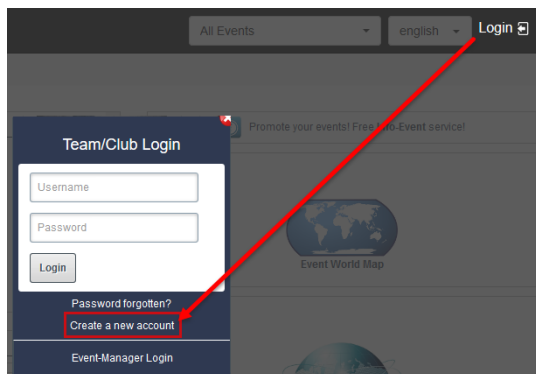 All Events
english
Login
Promote your events! Free Info-Event service!
Team/Club Login
Username
Password
Login
Event World Map
Password forgotten?
Create a new account
Event-Manager Login